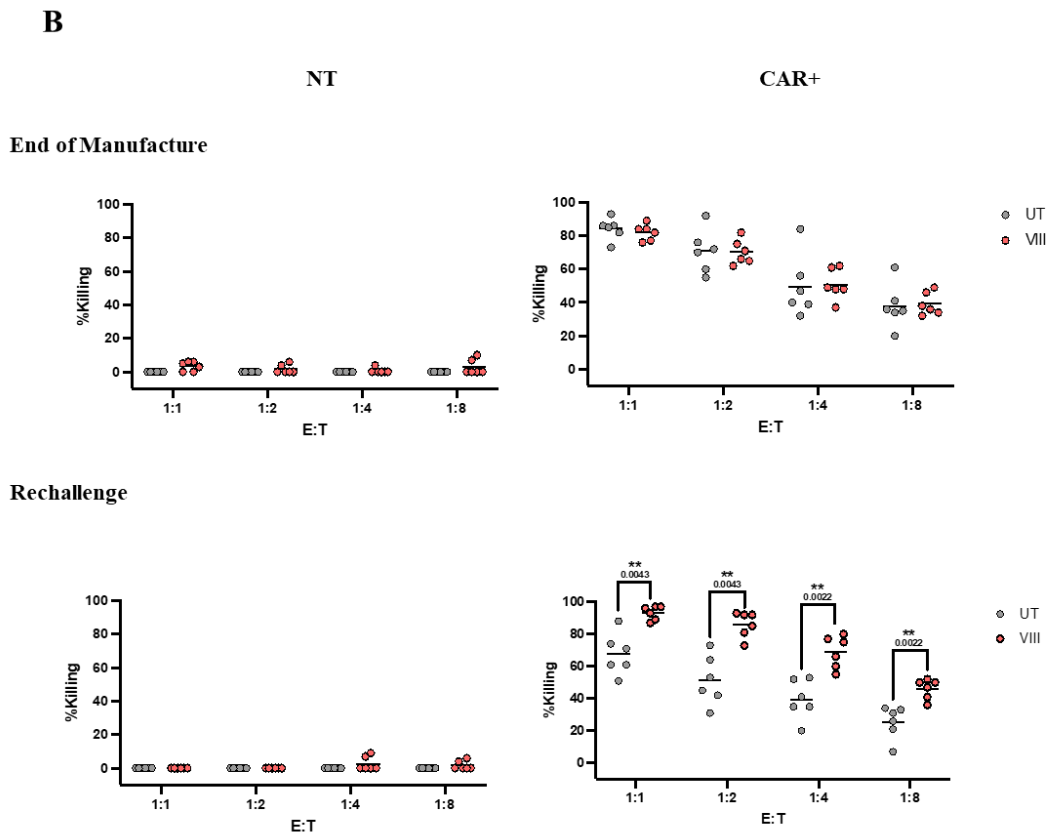 B
NT
CAR+
End of Manufacture
100
80
60
40
20
0
%Killing
1:1
1:2
1:4
1:8
E:T
100
80
60
40
20
0
%Killing
1:1
1:2
1:4
1:8
E:T
UT
VIII
Rechallenge
100
80
60
40
20
0
%Killing
1:1
1:2
1:4
1:8
E:T
**
0.0043
**
0.0043
**
0.0022
**
0.0022
100
80
60
40
20
0
%Killing
1:1
1:2
1:4
1:8
E:T
UT
VIII